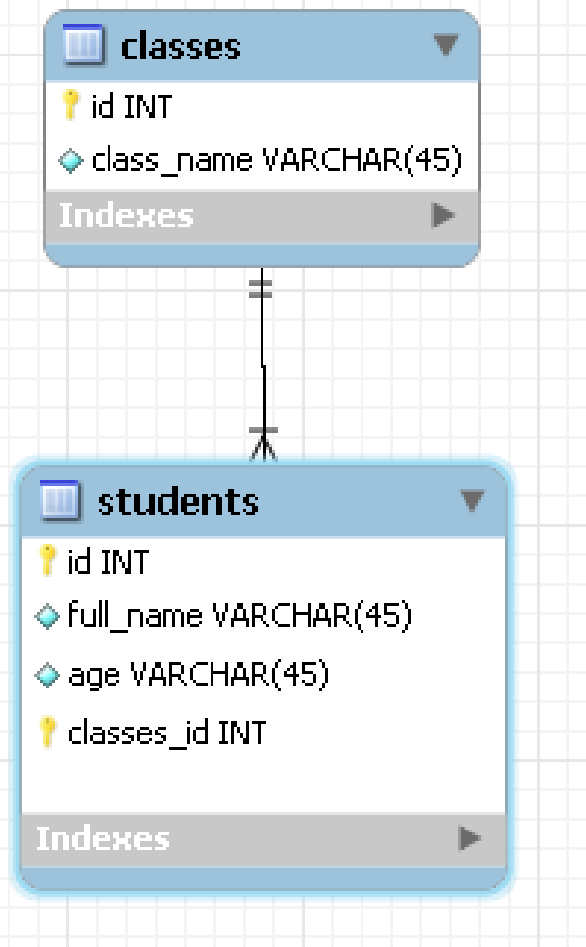 classes
id INT
class_name VARCHAR(45)
Indexes
students
id INT
full_name VARCHAR(45)
age VARCHAR(45)
classes_id INT
Indexes